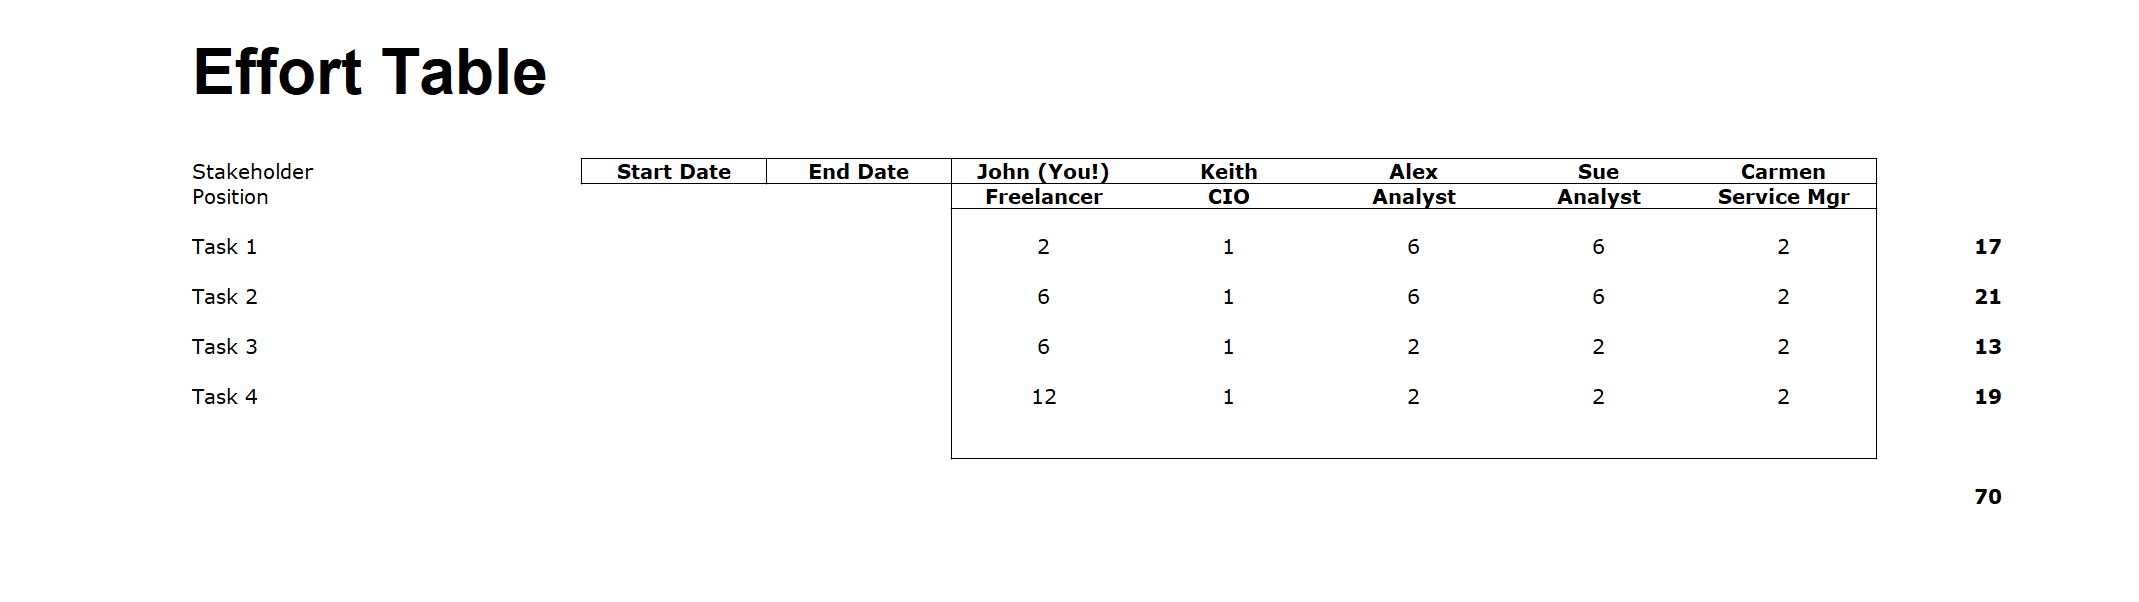 Effort Table
Stakeholder Start Date End Date John (You!) Keith Alex Sue Carmen
Position Freelancer CIO Analyst Analyst Service Mgr
Task 1 2 1 6 6 2 17
Task 2 6 1 6 6 2 21
Task 3 6 1 2 2 2 13
Task 4 12 1 2 2 2 19
70